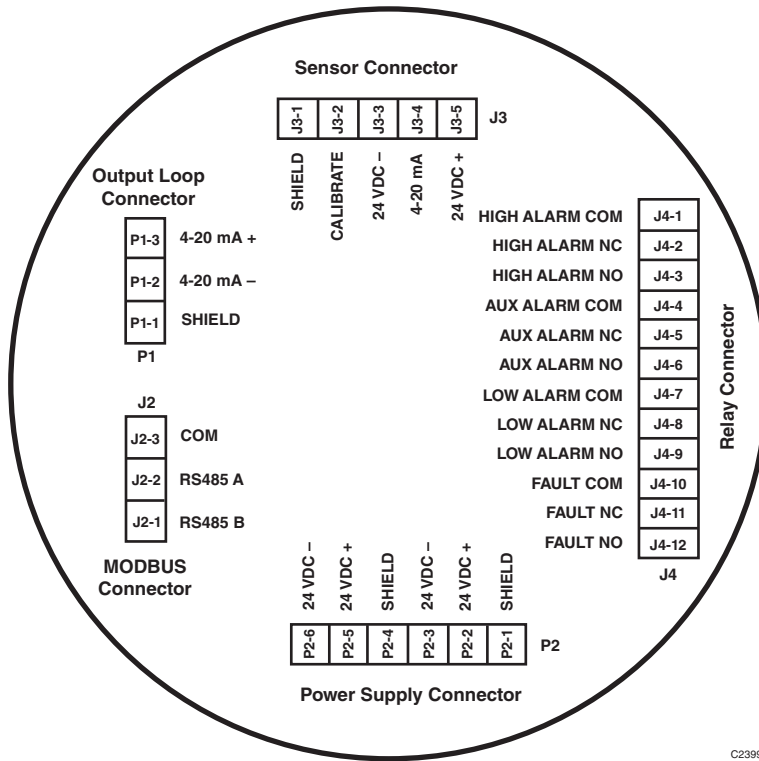 Sensor Connector
J3-1
J3-2
J3-3
J3-4
J3-5
J3
SHIELD
CALIBRATE
24 VDC –
4-20 mA
24 VDC +
Output Loop
Connector
P1-3
4-20 mA +
P1-2
4-20 mA –
P1-1
SHIELD
P1
J2
J2-3
COM
J2-2
RS485 A
J2-1
RS485 B
MODBUS
Connector
HIGH ALARM COM
J4-1
HIGH ALARM NC
J4-2
HIGH ALARM NO
J4-3
AUX ALARM COM
J4-4
AUX ALARM NC
J4-5
AUX ALARM NO
J4-6
LOW ALARM COM
J4-7
LOW ALARM NC
J4-8
LOW ALARM NO
J4-9
FAULT COM
J4-10
FAULT NC
J4-11
FAULT NO
J4-12
J4
Relay Connector
24 VDC –
24 VDC +
SHIELD
24 VDC –
24 VDC +
SHIELD
P2-6
P2-5
P2-4
P2-3
P2-2
P2-1
P2
Power Supply Connector
C2399